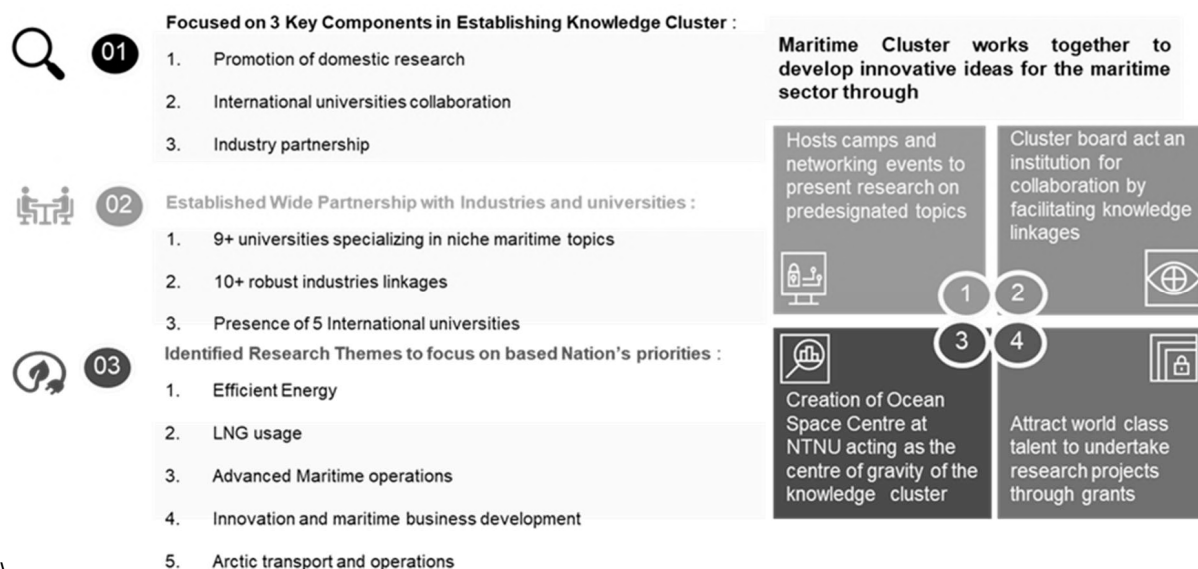 01
Focused on 3 Key Components in Establishing Knowledge Cluster :
1. Promotion of domestic research
2. International universities collaboration
3. Industry partnership
02
Established Wide Partnership with Industries and universities :
1. 9+ universities specializing in niche maritime topics
2. 10+ robust industries linkages
3. Presence of 5 International universities
03
Identified Research Themes to focus on based Nation's priorities :
1. Efficient Energy
2. LNG usage
3. Advanced Maritime operations
4. Innovation and maritime business development
5. Arctic transport and operations
\
Maritime Cluster works together to
develop innovative ideas for the maritime
sector through
Hosts camps and
networking events to
present research on
predesignated topics
1
Cluster board act an
institution for
collaboration by
facilitating knowledge
linkages
2
3
Creation of Ocean
Space Centre at
NTNU acting as the
centre of gravity of the
knowledge cluster
4
Attract world class
talent to undertake
research projects
through grants